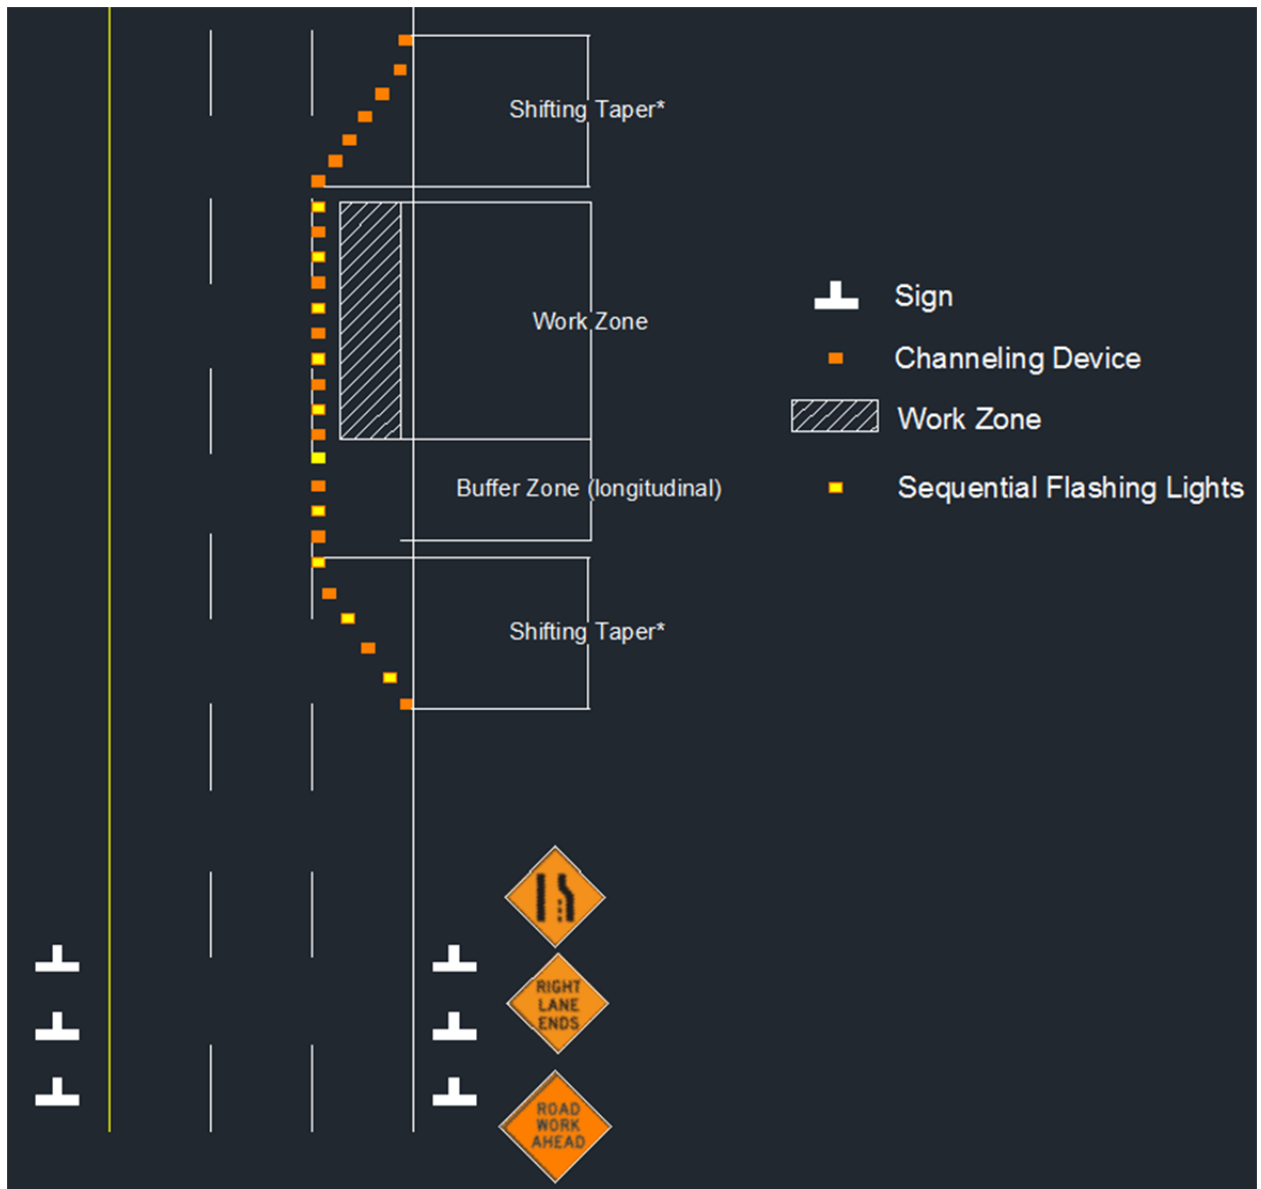 Shifting Taper*
Work Zone
Sign
Channeling Device
Work Zone
Buffer Zone (longitudinal)
Sequential Flashing Lights
Shifting Taper*
RIGHT
LANE
ENDS
ROAD
WORK
AHEAD